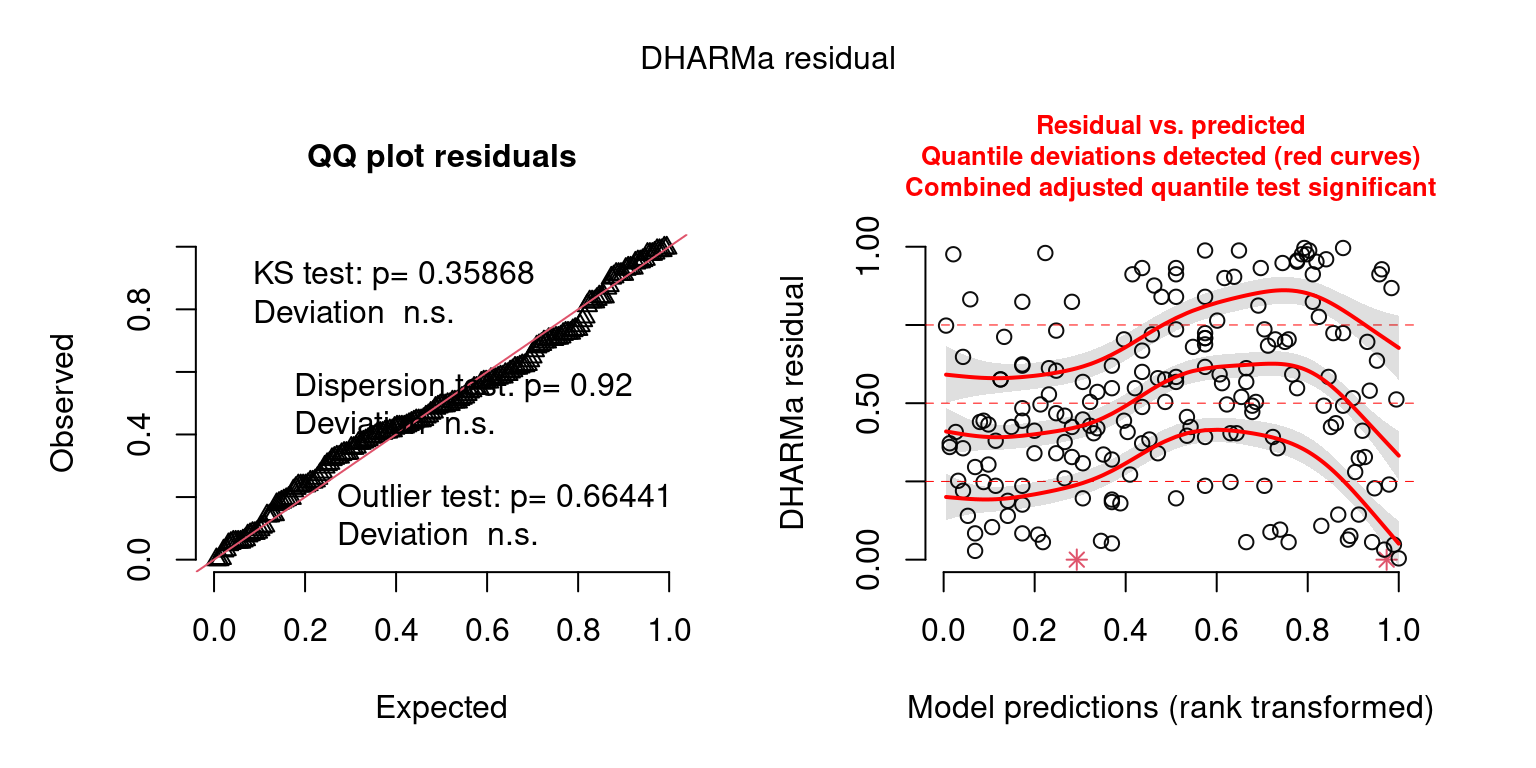 DHARMa residual
QQ plot residuals
KS test: p= 0.35868
Deviation n.s.
Dispersion test: p= 0.92
Deviation n.s.
Outlier test: p= 0.66441
Deviation n.s.
Observed
0.0
0.4
0.8
0.0 0.2 0.4 0.6 0.8 1.0
Expected
Residual vs. predicted
Quantile deviations detected (red curves)
Combined adjusted quantile test significant
DHARMa residual
0.00
0.50
1.00
0.0 0.2 0.4 0.6 0.8 1.0
Model predictions (rank transformed)